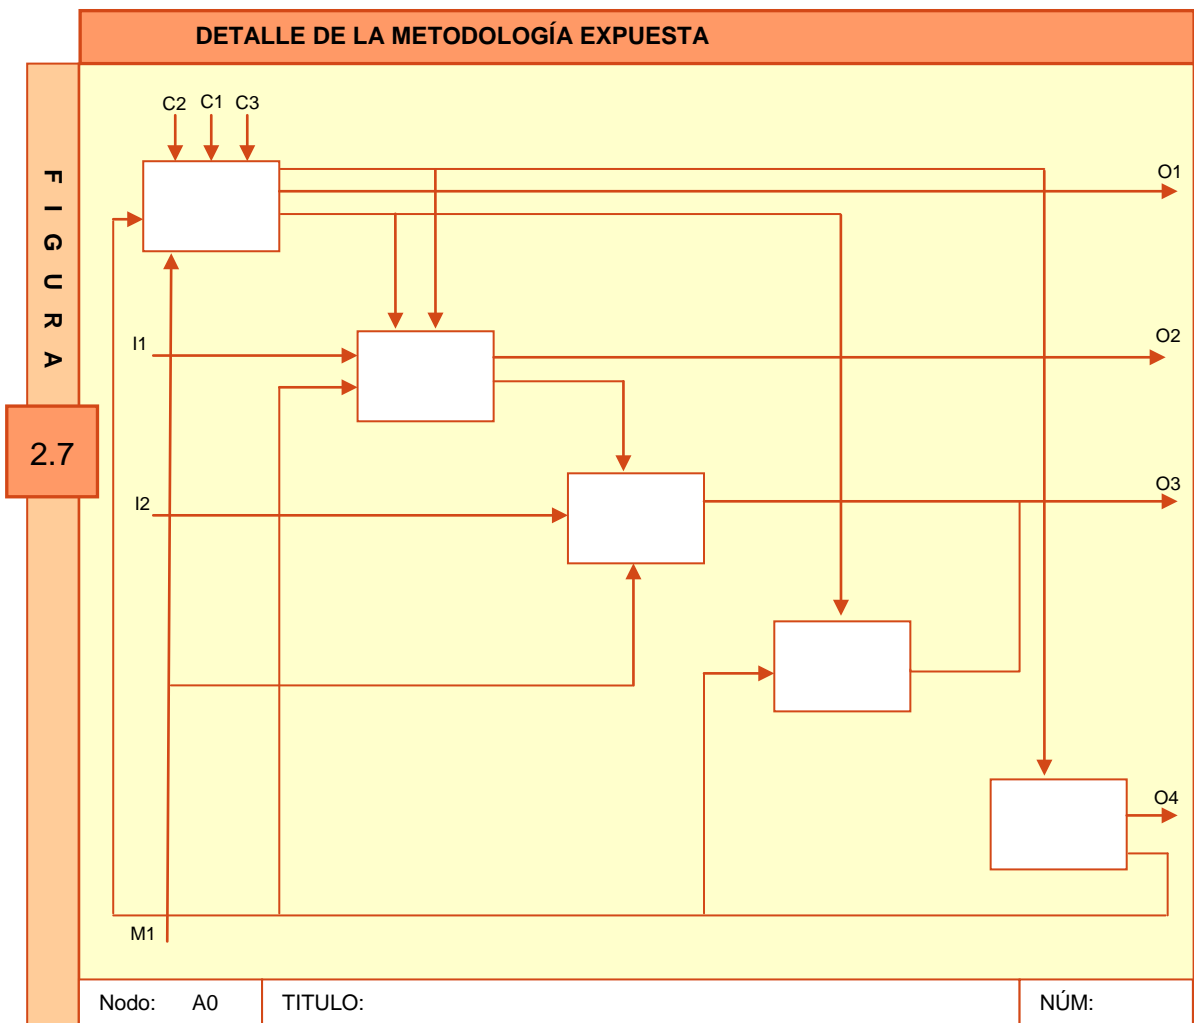 DETALLE DE LA METODOLOGÍA EXPUESTA
FIGURA
2.7
C2 C1 C3
O1
I1
O2
I2
O3
O4
M1
Nodo: A0 TITULO: NÚM: